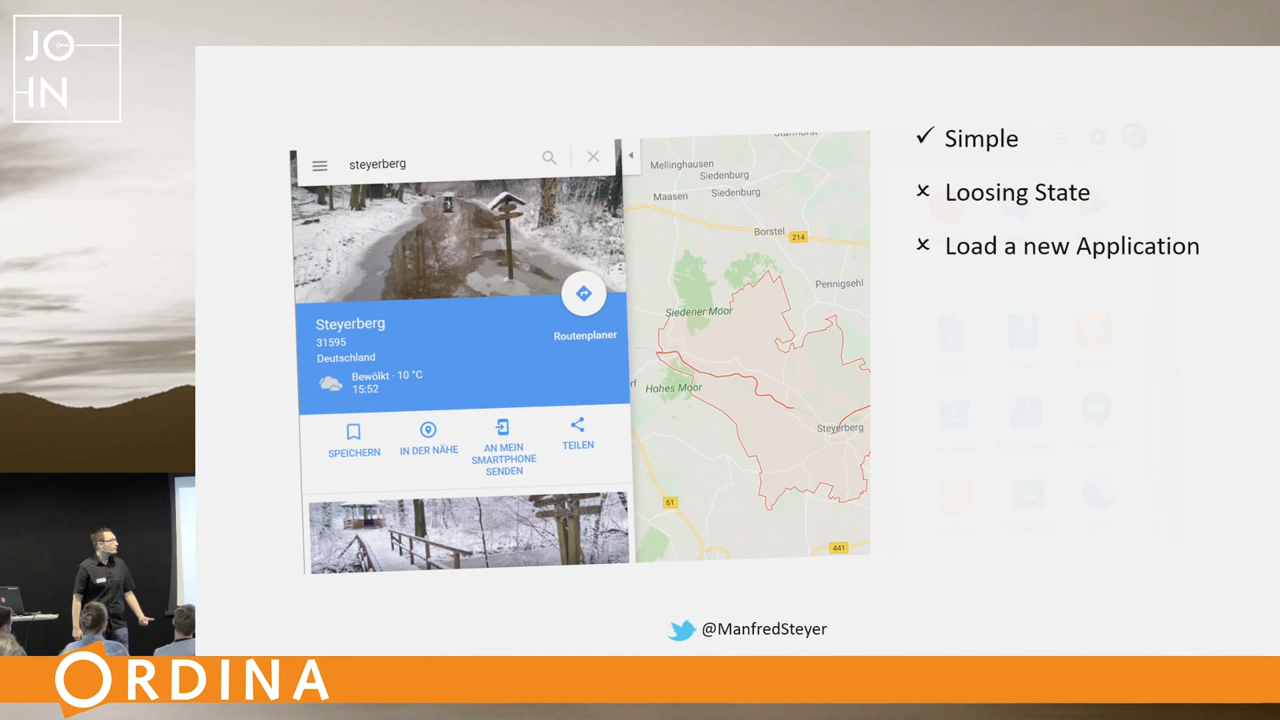 JO
HN
steyerberg
Steyerberg
31595
Deutschland
Bewölkt · 10 °C
15:52
Routenplaner
SPEICHERN
IN DER NÄHE
AN MEIN
SMARTPHONE
SENDEN
TEILEN
Mellinghausen
Siedenburg
Maasen
Siedenburg
Borstel
214
Pennigsehl
Siedener Moor
Hohes Moor
Steyerberg
61
441
✓ Simple
× Loosing State
× Load a new Application
@ManfredSteyer
ORDINA